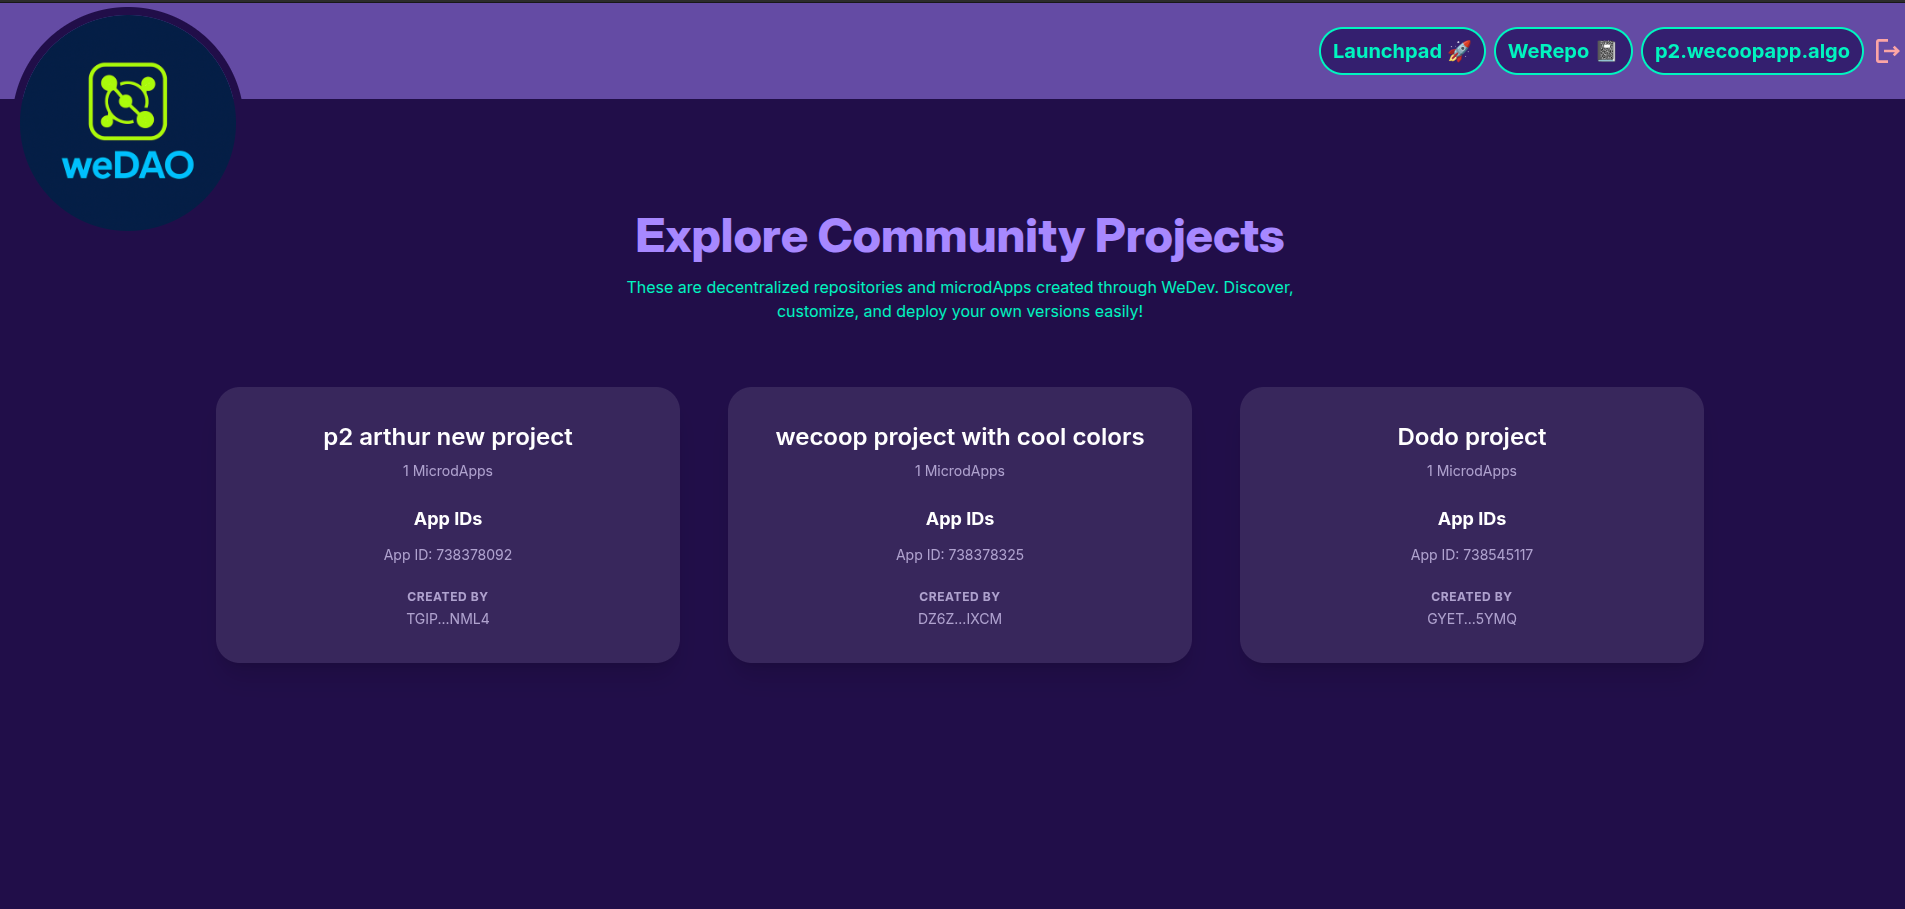 weDAO
Launchpad 🚀
WeRepo 📓
p2.wecoopapp.algo
Explore Community Projects
These are decentralized repositories and microdApps created through WeDev. Discover,
customize, and deploy your own versions easily!
p2 arthur new project
1 MicrodApps
App IDs
App ID: 738378092
CREATED BY
TGIP...NML4
wecoop project with cool colors
1 MicrodApps
App IDs
App ID: 738378325
CREATED BY
DZ6Z...IXCM
Dodo project
1 MicrodApps
App IDs
App ID: 738545117
CREATED BY
GYET...5YMQ